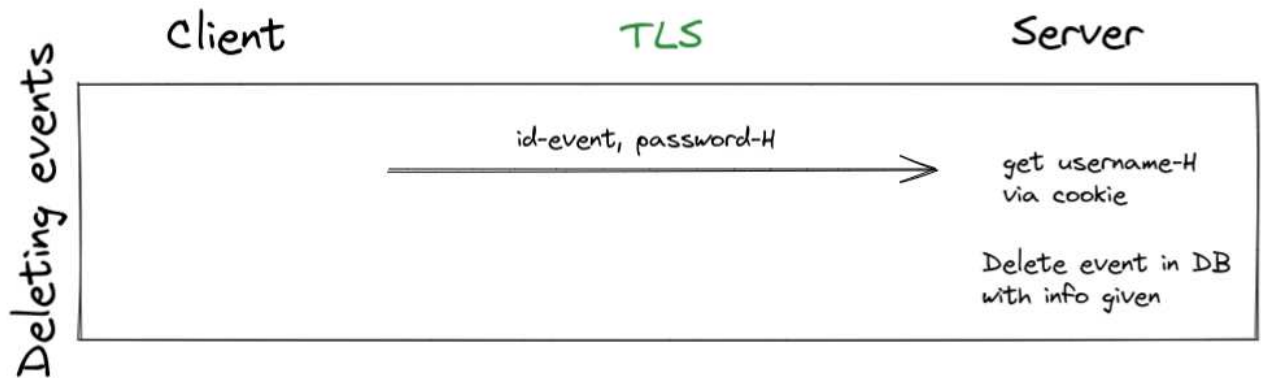 Client
TLS
Server
Deleting events
id-event, password-H
get username-H
via cookie
Delete event in DB
with info given